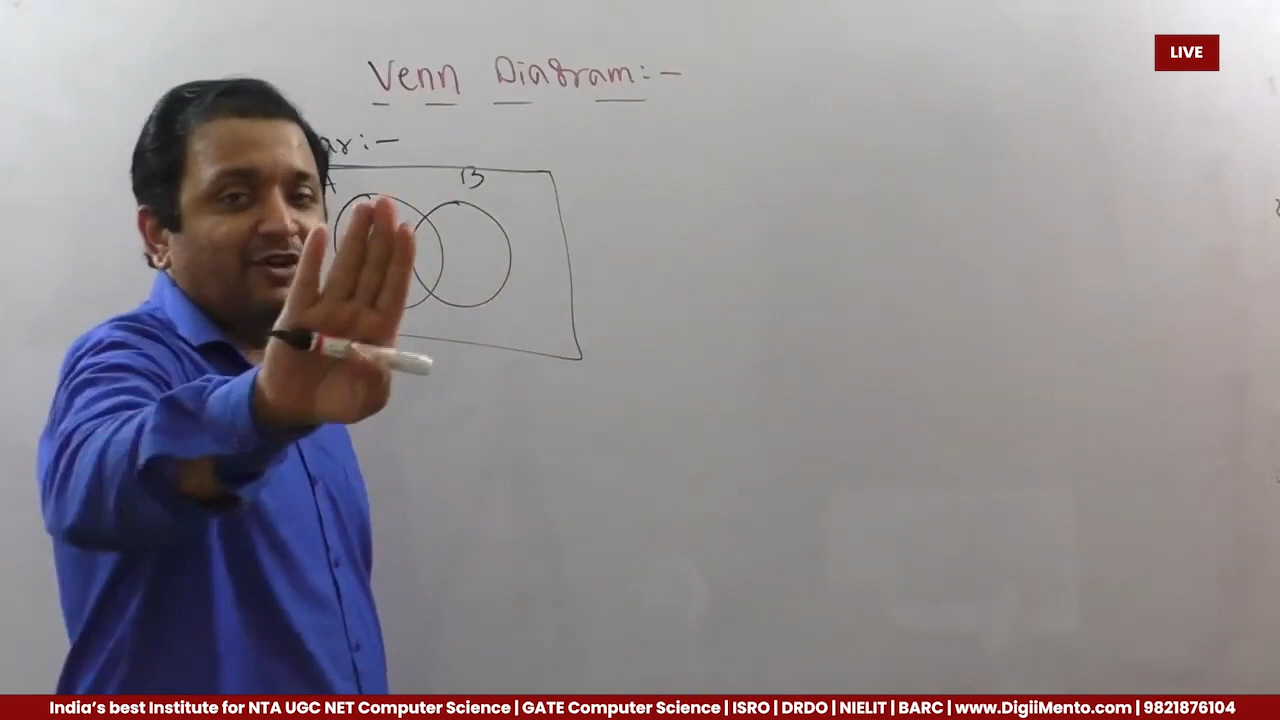 LIVE
Venn Diagram:-
A
B
India's best Institute for NTA UGC NET Computer Science | GATE Computer Science | ISRO | DRDO | NIELIT | BARC | www.DigiiMento.com | 9821876104